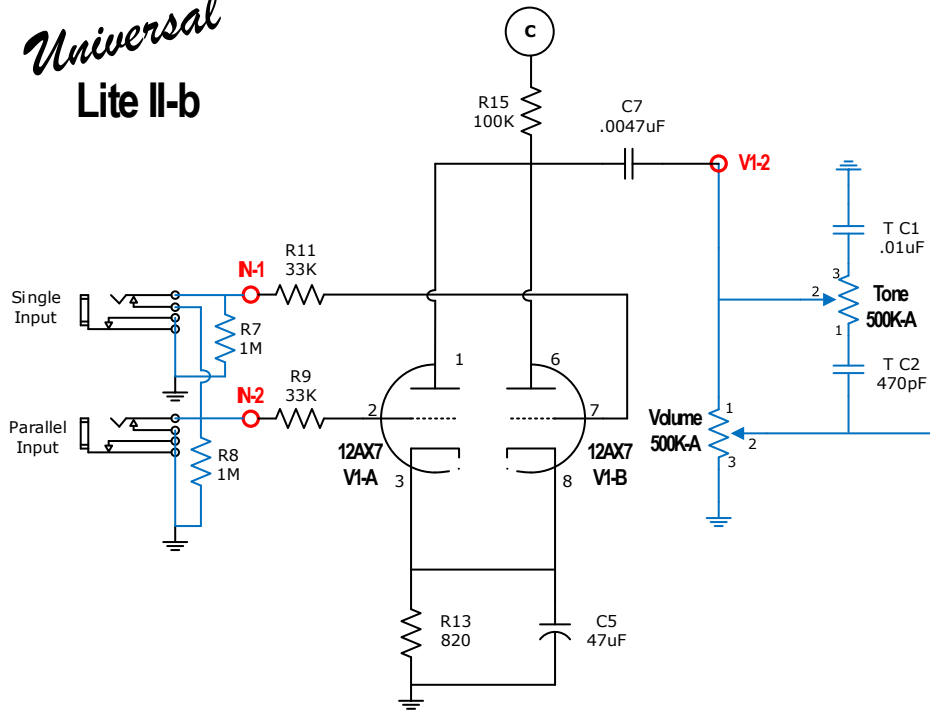 Universal
Lite II-b
C
R15
100K
C7
.0047uF
V1-2
T C1
.01uF
3
2
Tone
500K-A
1
T C2
470pF
R11
33K
IN-1
Single
Input
R7
1M
R9
33K
IN-2
Parallel
Input
R8
1M
1
6
2
7
12AX7
V1-A
3
12AX7
V1-B
8
Volume
500K-A
1
2
3
R13
820
C5
47uF